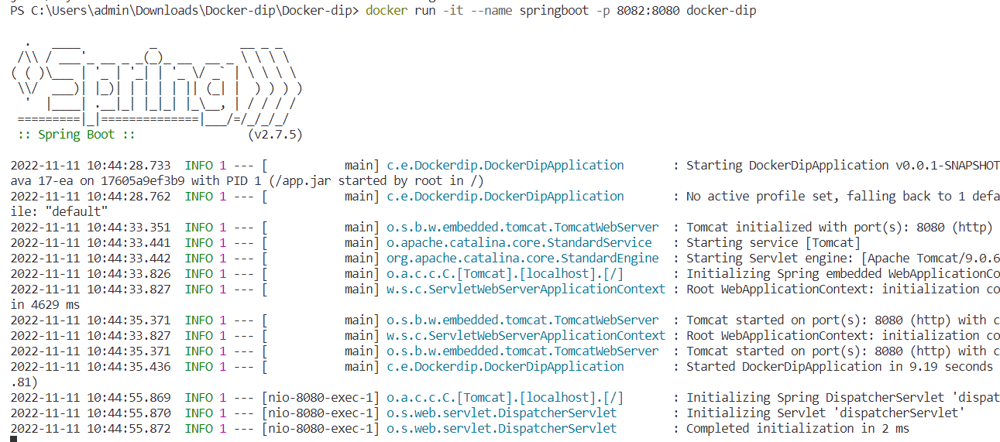 PS C:\Users\admin\Downloads\Docker-dip\Docker-dip> docker run -it --name springboot -p 8082:8080 docker-dip
  .   ____          _            __ _ _
 /\\ / ___'_ __ _ _(_)_ __  __ _ \ \ \ \
( ( )\___ | '_ | '_| | '_ \/ _` | \ \ \ \
 \\/  ___)| |_)| | | | | || (_| |  ) ) ) )
  '  |____| .__|_| |_|_| |_\__, | / / / /
 =========|_|==============|___/=/_/_/_/
 :: Spring Boot ::                (v2.7.5)
2022-11-11 10:44:28.733  INFO 1 --- [           main] c.e.Dockerdip.DockerDipApplication       : Starting DockerDipApplication v0.0.1-SNAPSHOT
ava 17-ea on 17605a9ef3b9 with PID 1 (/app.jar started by root in /)
2022-11-11 10:44:28.762  INFO 1 --- [           main] c.e.Dockerdip.DockerDipApplication       : No active profile set, falling back to 1 defa
ile: "default"
2022-11-11 10:44:33.351  INFO 1 --- [           main] o.s.b.w.embedded.tomcat.TomcatWebServer  : Tomcat initialized with port(s): 8080 (http)
2022-11-11 10:44:33.441  INFO 1 --- [           main] o.apache.catalina.core.StandardService   : Starting service [Tomcat]
2022-11-11 10:44:33.442  INFO 1 --- [           main] org.apache.catalina.core.StandardEngine  : Starting Servlet engine: [Apache Tomcat/9.0.6
2022-11-11 10:44:33.826  INFO 1 --- [           main] o.a.c.c.C.[Tomcat].[localhost].[/]       : Initializing Spring embedded WebApplicationCo
2022-11-11 10:44:33.827  INFO 1 --- [           main] w.s.c.ServletWebServerApplicationContext : Root WebApplicationContext: initialization co
in 4629 ms
2022-11-11 10:44:35.371  INFO 1 --- [           main] o.s.b.w.embedded.tomcat.TomcatWebServer  : Tomcat started on port(s): 8080 (http) with c
2022-11-11 10:44:33.827  INFO 1 --- [           main] w.s.c.ServletWebServerApplicationContext : Root WebApplicationContext: initialization co
2022-11-11 10:44:35.371  INFO 1 --- [           main] o.s.b.w.embedded.tomcat.TomcatWebServer  : Tomcat started on port(s): 8080 (http) with c
2022-11-11 10:44:35.436  INFO 1 --- [           main] c.e.Dockerdip.DockerDipApplication       : Started DockerDipApplication in 9.19 seconds
.81)
2022-11-11 10:44:55.869  INFO 1 --- [nio-8080-exec-1] o.a.c.c.C.[Tomcat].[localhost].[/]       : Initializing Spring DispatcherServlet 'dispat
2022-11-11 10:44:55.870  INFO 1 --- [nio-8080-exec-1] o.s.web.servlet.DispatcherServlet        : Initializing Servlet 'dispatcherServlet'
2022-11-11 10:44:55.872  INFO 1 --- [nio-8080-exec-1] o.s.web.servlet.DispatcherServlet        : Completed initialization in 2 ms